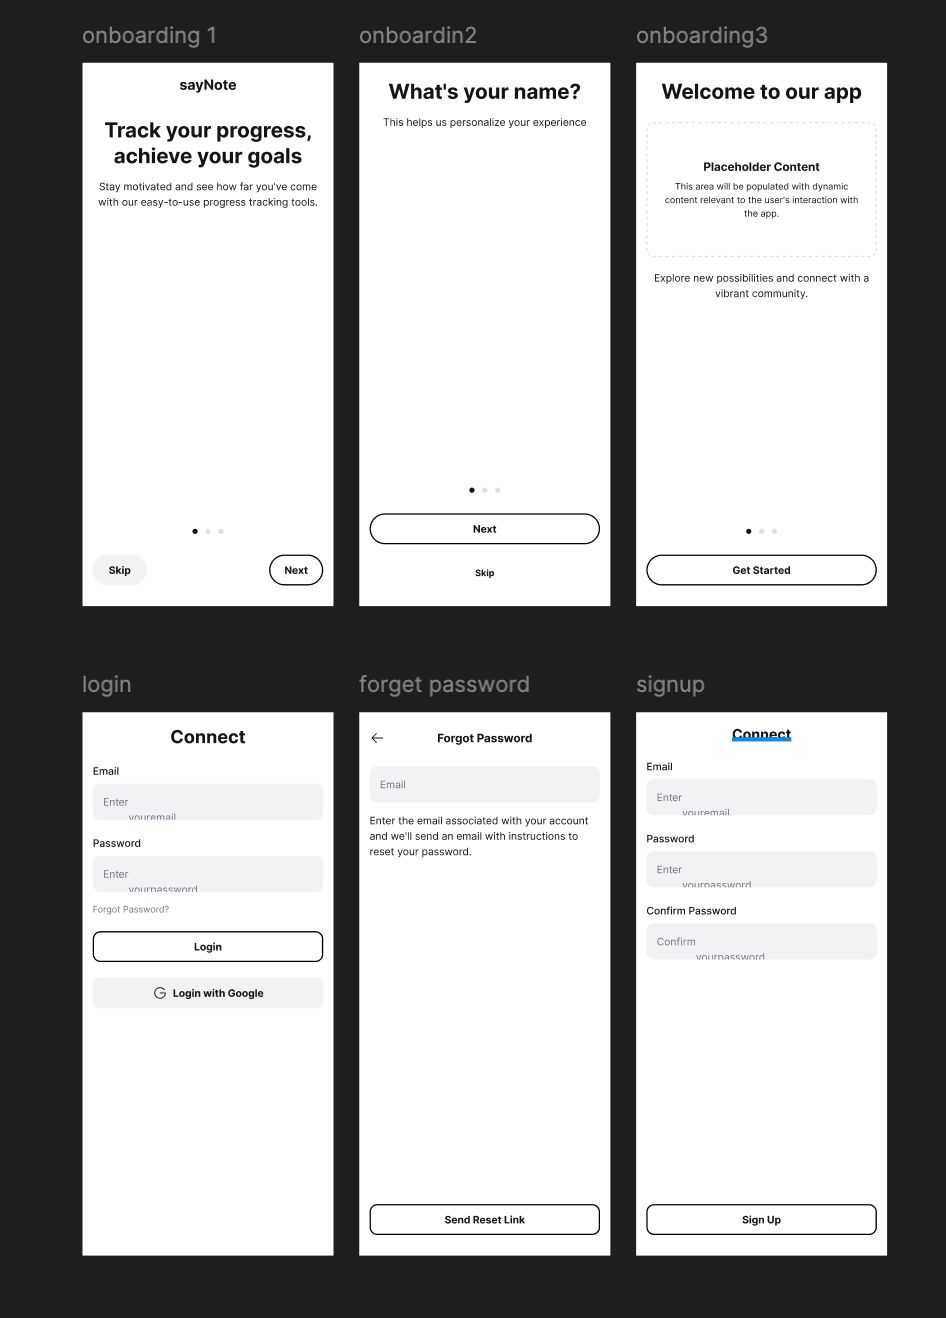 onboarding 1
sayNote
Track your progress,
achieve your goals
Stay motivated and see how far you've come
with our easy-to-use progress tracking tools.
Skip
Next
onboardin2
What's your name?
This helps us personalize your experience
Next
Skip
onboarding3
Welcome to our app
Placeholder Content
This area will be populated with dynamic
content relevant to the user's interaction with
the app.
Explore new possibilities and connect with a
vibrant community.
Get Started
login
Connect
Email
Enter
youremail
Password
Enter
yourpassword
Forgot Password?
Login
Login with Google
forget password
Forgot Password
Email
Enter the email associated with your account
and we'll send an email with instructions to
reset your password.
Send Reset Link
signup
Connect
Email
Enter
youremail
Password
Enter
yourpassword
Confirm Password
Confirm
yourpassword
Sign Up